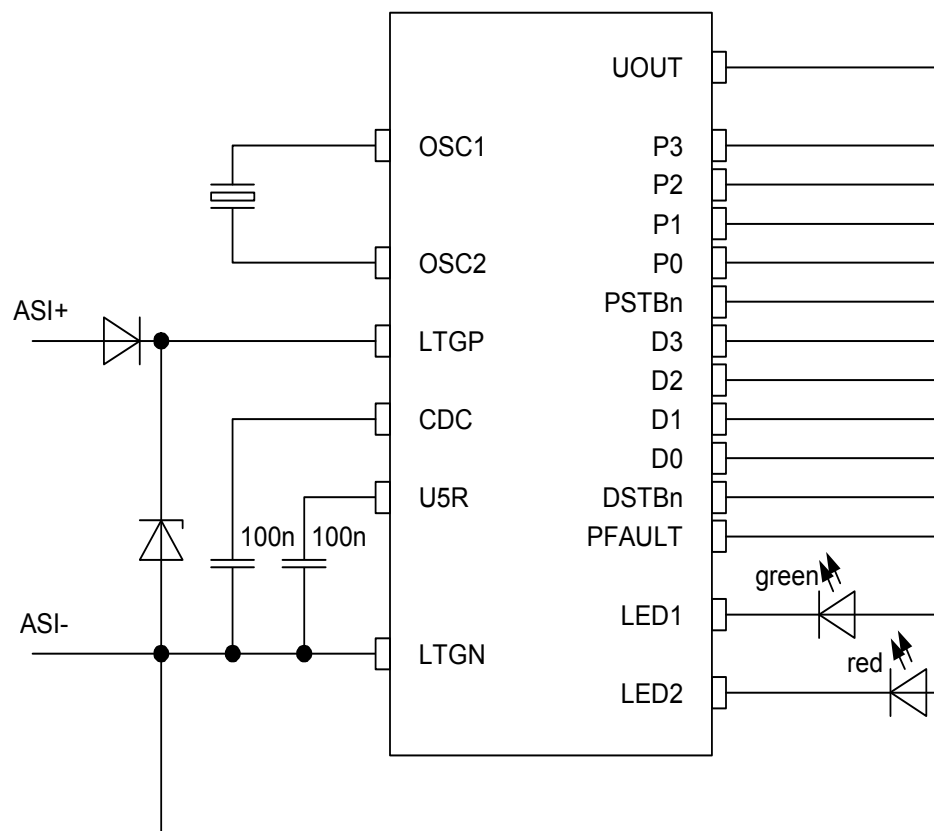 UOUT
OSC1
P3
P2
P1
OSC2
P0
ASI+
PSTBn
LTGP
D3
D2
CDC
D1
D0
U5R
DSTBn
100n 100n
PFAULT
green
ASI-
LED1
LTGN
red
LED2